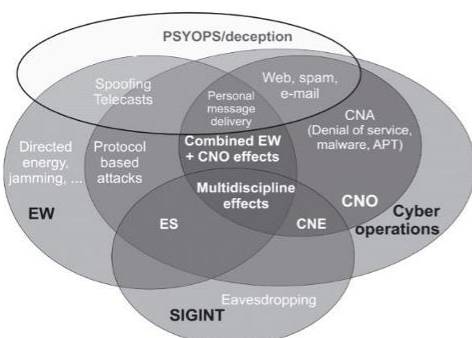 PSYOPS/deception
Spoofing
Telecasts
Web, spam,
e-mail
Personal
message
delivery
CNA
(Denial of service,
malware, APT)
Directed
energy,
jamming, ...
Protocol
based
attacks
Combined EW
+ CNO effects
Multidiscipline
effects
CNO
EW
Cyber
operations
ES
CNE
Eavesdropping
SIGINT